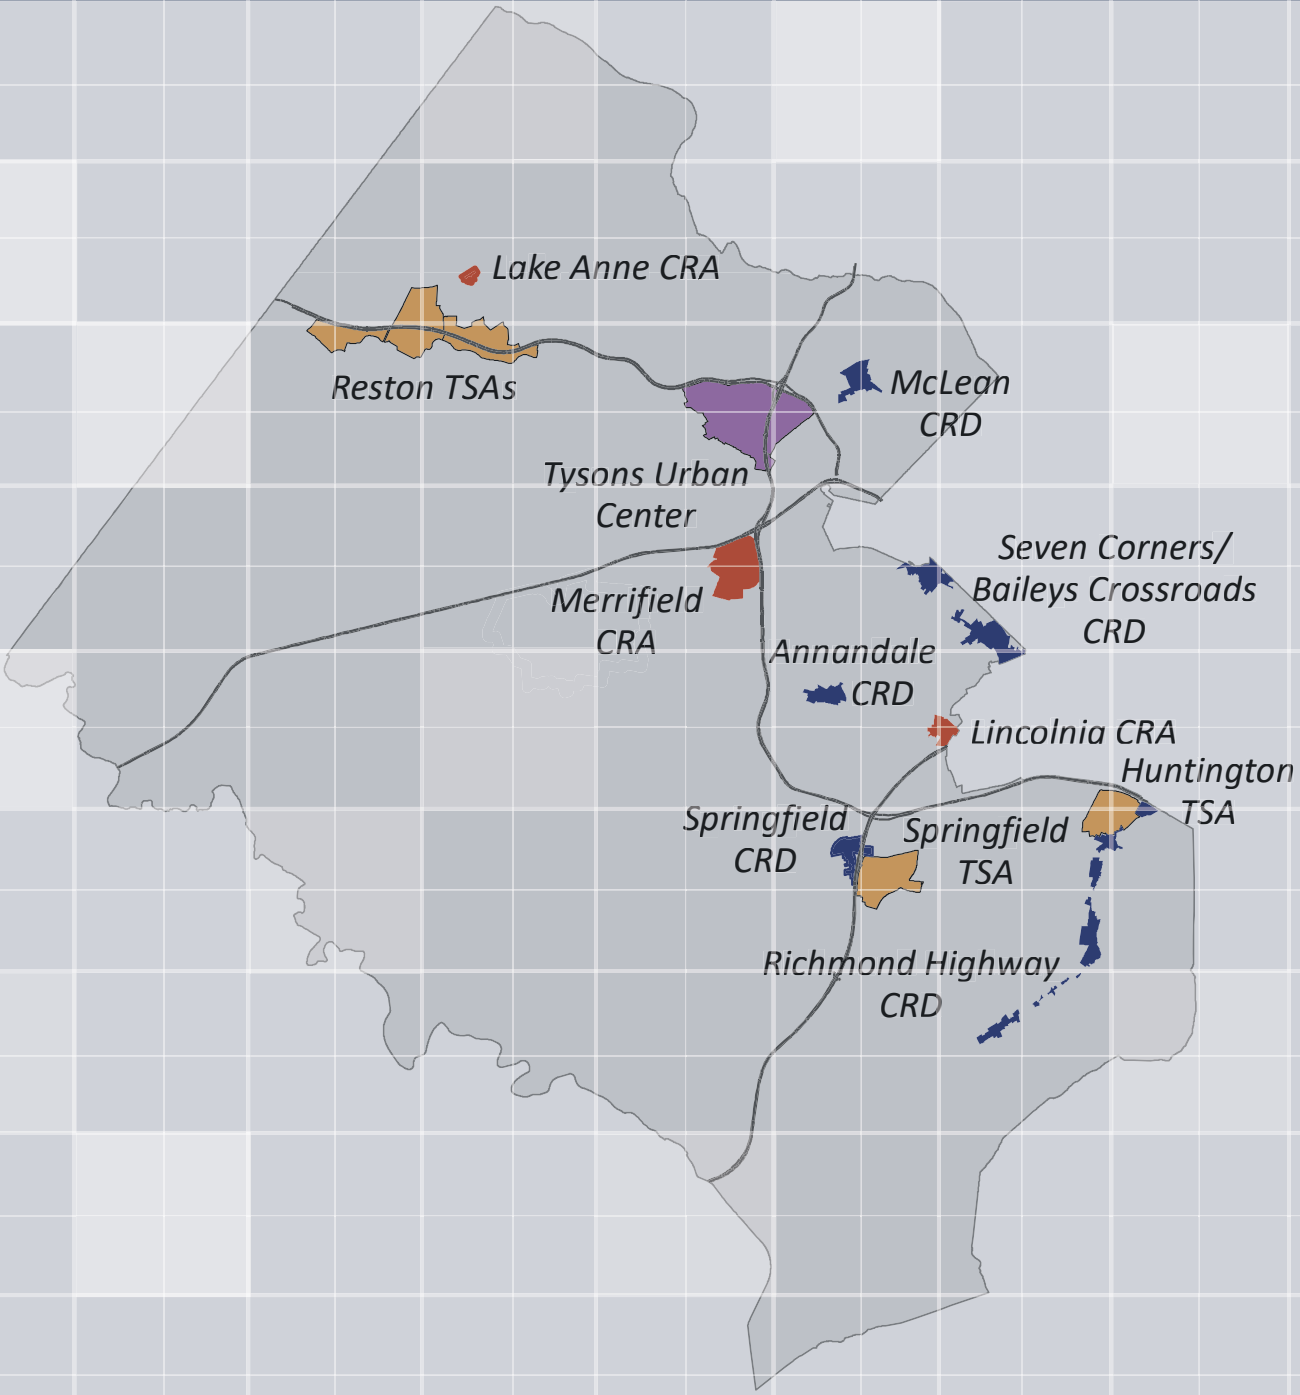 Lake Anne CRA
Reston TSAs
McLean
CRD
Tysons Urban
Center
Seven Corners/
Baileys Crossroads
CRD
Merrifield
CRA
Annandale
CRD
Lincolnia CRA
Huntington
TSA
Springfield
CRD
Springfield
TSA
Richmond Highway
CRD